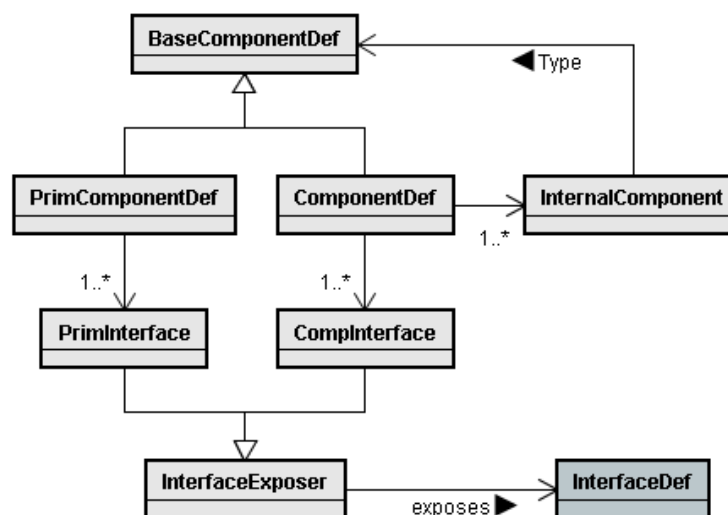 BaseComponentDef
◀ Type
PrimComponentDef
ComponentDef
InternalComponent
1..*
1..*
1..*
PrimInterface
CompInterface
InterfaceExposer
InterfaceDef
exposes ▶